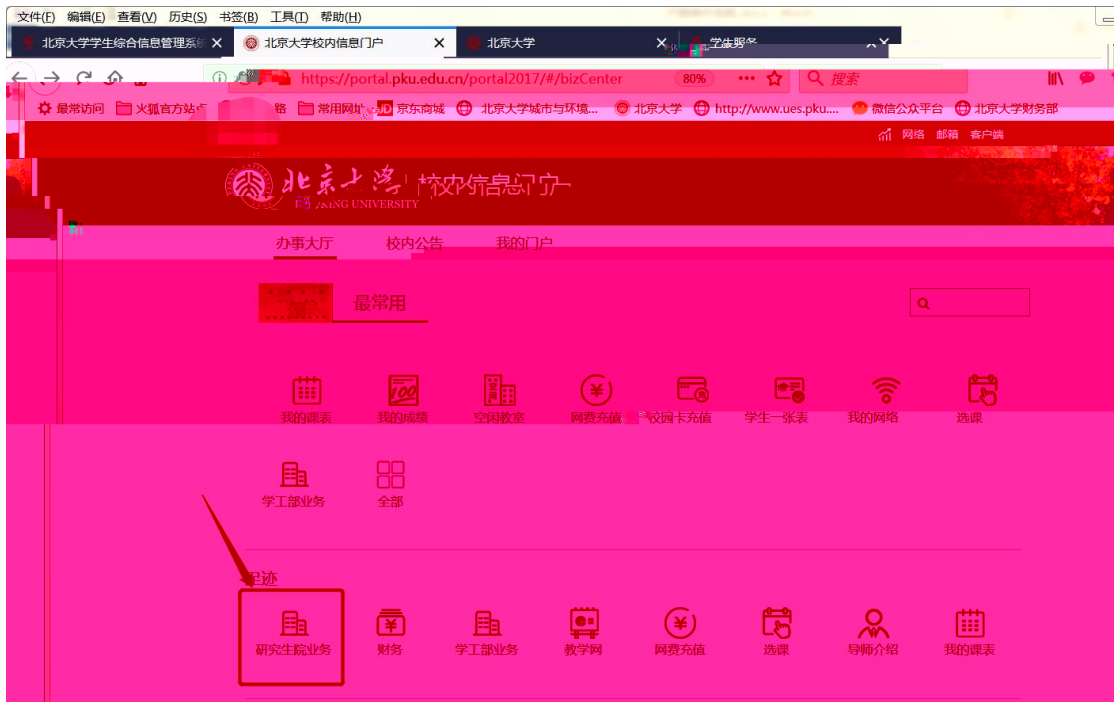 文件(F) 编辑(E) 查看(V) 历史(S) 书签(B) 工具(T) 帮助(H)
北京大学学生综合信息管理系统 × 北京大学校内信息门户 × 北京大学 ×
https://portal.pku.edu.cn/portal2017/#/bizCenter 80% 搜索
最常访问 火狐官方站点 常用网址 JD 京东商城 北京大学城市与环境... 北京大学 http://www.ues.pku.... 微信公众平台 北京大学财务部
网络 邮箱 客户端
北京大学 校内信息门户
PEKING UNIVERSITY
办事大厅 校内公告 我的门户
最常用
我的课表 我的成绩 空闲教室 网费充值 校园卡充值 学生一张表 我的网络 选课
学工部业务 全部
足迹
研究生院业务 财务 学工部业务 教学网 网费充值 选课 导师介绍 我的课表